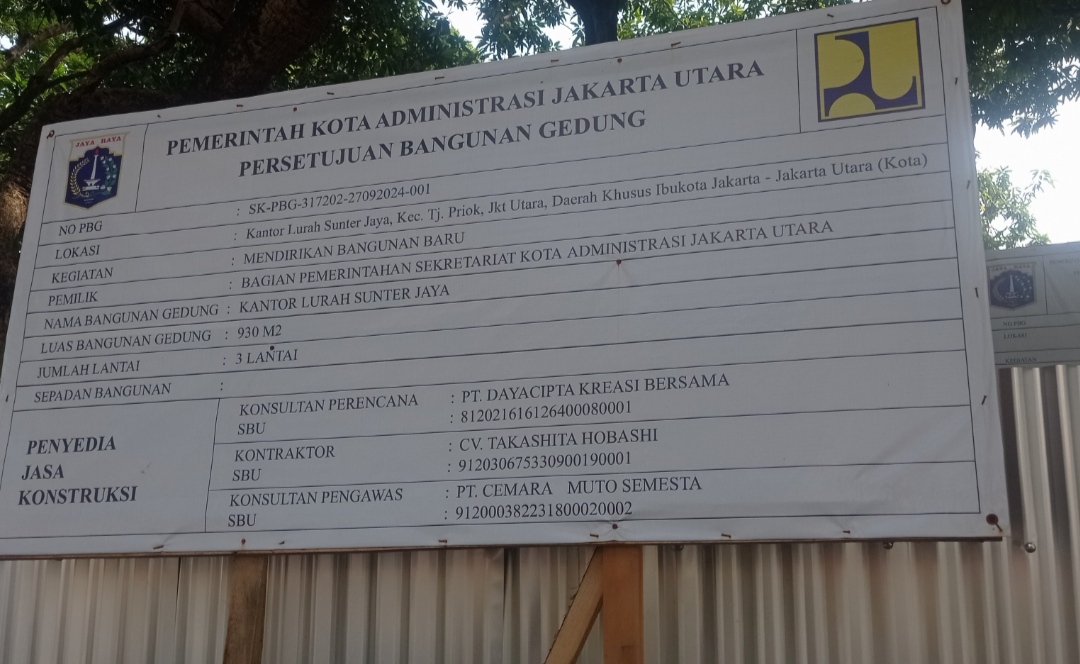 JAYA RAYA
PEMERINTAH KOTA ADMINISTRASI JAKARTA UTARA
PERSETUJUAN BANGUNAN GEDUNG
NO PBG : SK-PBG-317202-27092024-001
LOKASI : Kantor Lurah Sunter Jaya, Kec. Tj. Priok, Jkt Utara, Daerah Khusus Ibukota Jakarta - Jakarta Utara (Kota)
KEGIATAN : MENDIRIKAN BANGUNAN BARU
PEMILIK : BAGIAN PEMERINTAHAN SEKRETARIAT KOTA ADMINISTRASI JAKARTA UTARA
NAMA BANGUNAN GEDUNG : KANTOR LURAH SUNTER JAYA
LUAS BANGUNAN GEDUNG : 930 M2
JUMLAH LANTAI : 3 LANTAI
SEPADAN BANGUNAN :
PENYEDIA
JASA
KONSTRUKSI
KONSULTAN PERENCANA : PT. DAYACIPTA KREASI BERSAMA
SBU : 812021616126400080001
KONTRAKTOR : CV. TAKASHITA HOBASHI
SBU : 912030675330900190001
KONSULTAN PENGAWAS : PT. CEMARA MUTO SEMESTA
SBU : 912000382231800020002
NO PBG
LOKASI
KEGIATAN